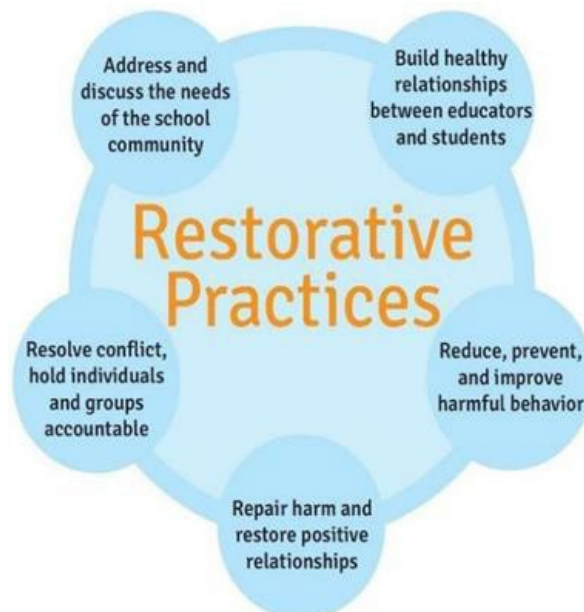 Address and
discuss the needs
of the school
community
Build healthy
relationships
between educators
and students
Restorative
Practices
Resolve conflict,
hold individuals
and groups
accountable
Reduce, prevent,
and improve
harmful behavior
Repair harm and
restore positive
relationships